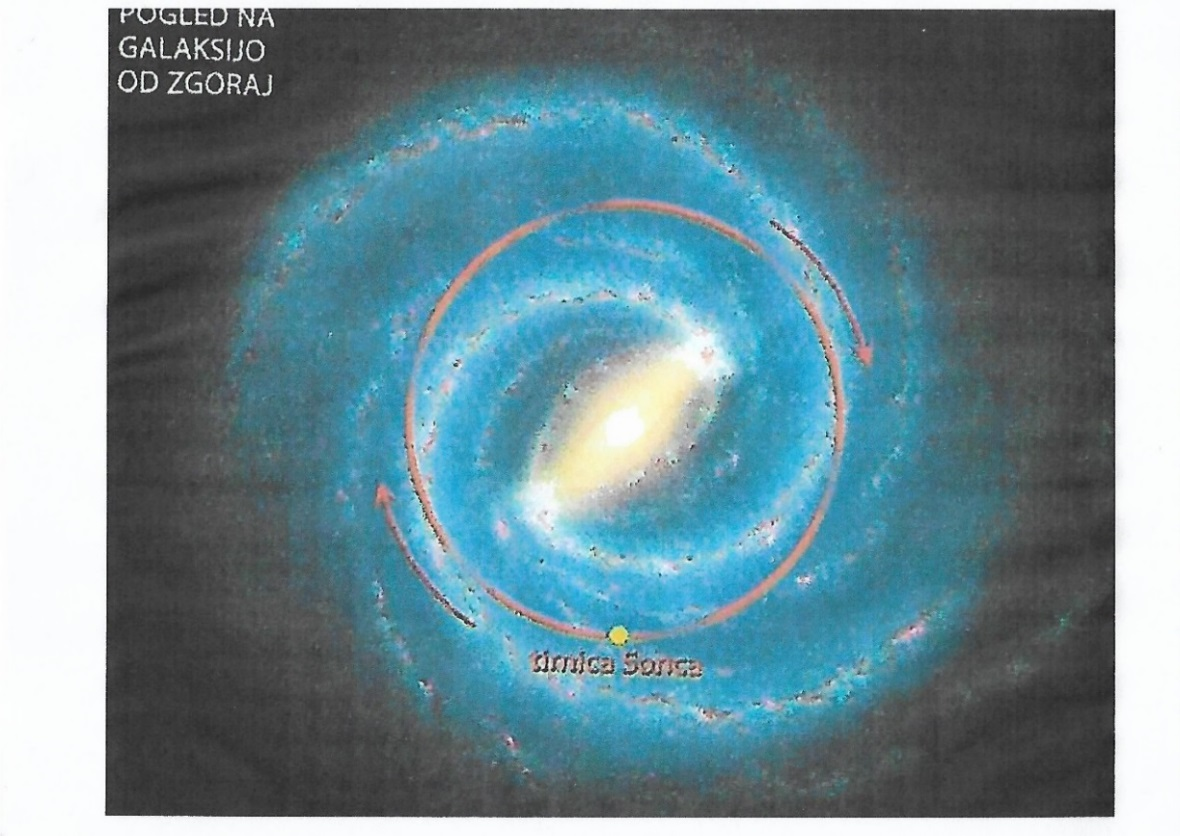 POGLED NA
GALAKSIJO
OD ZGORAJ
tirnica Sonca